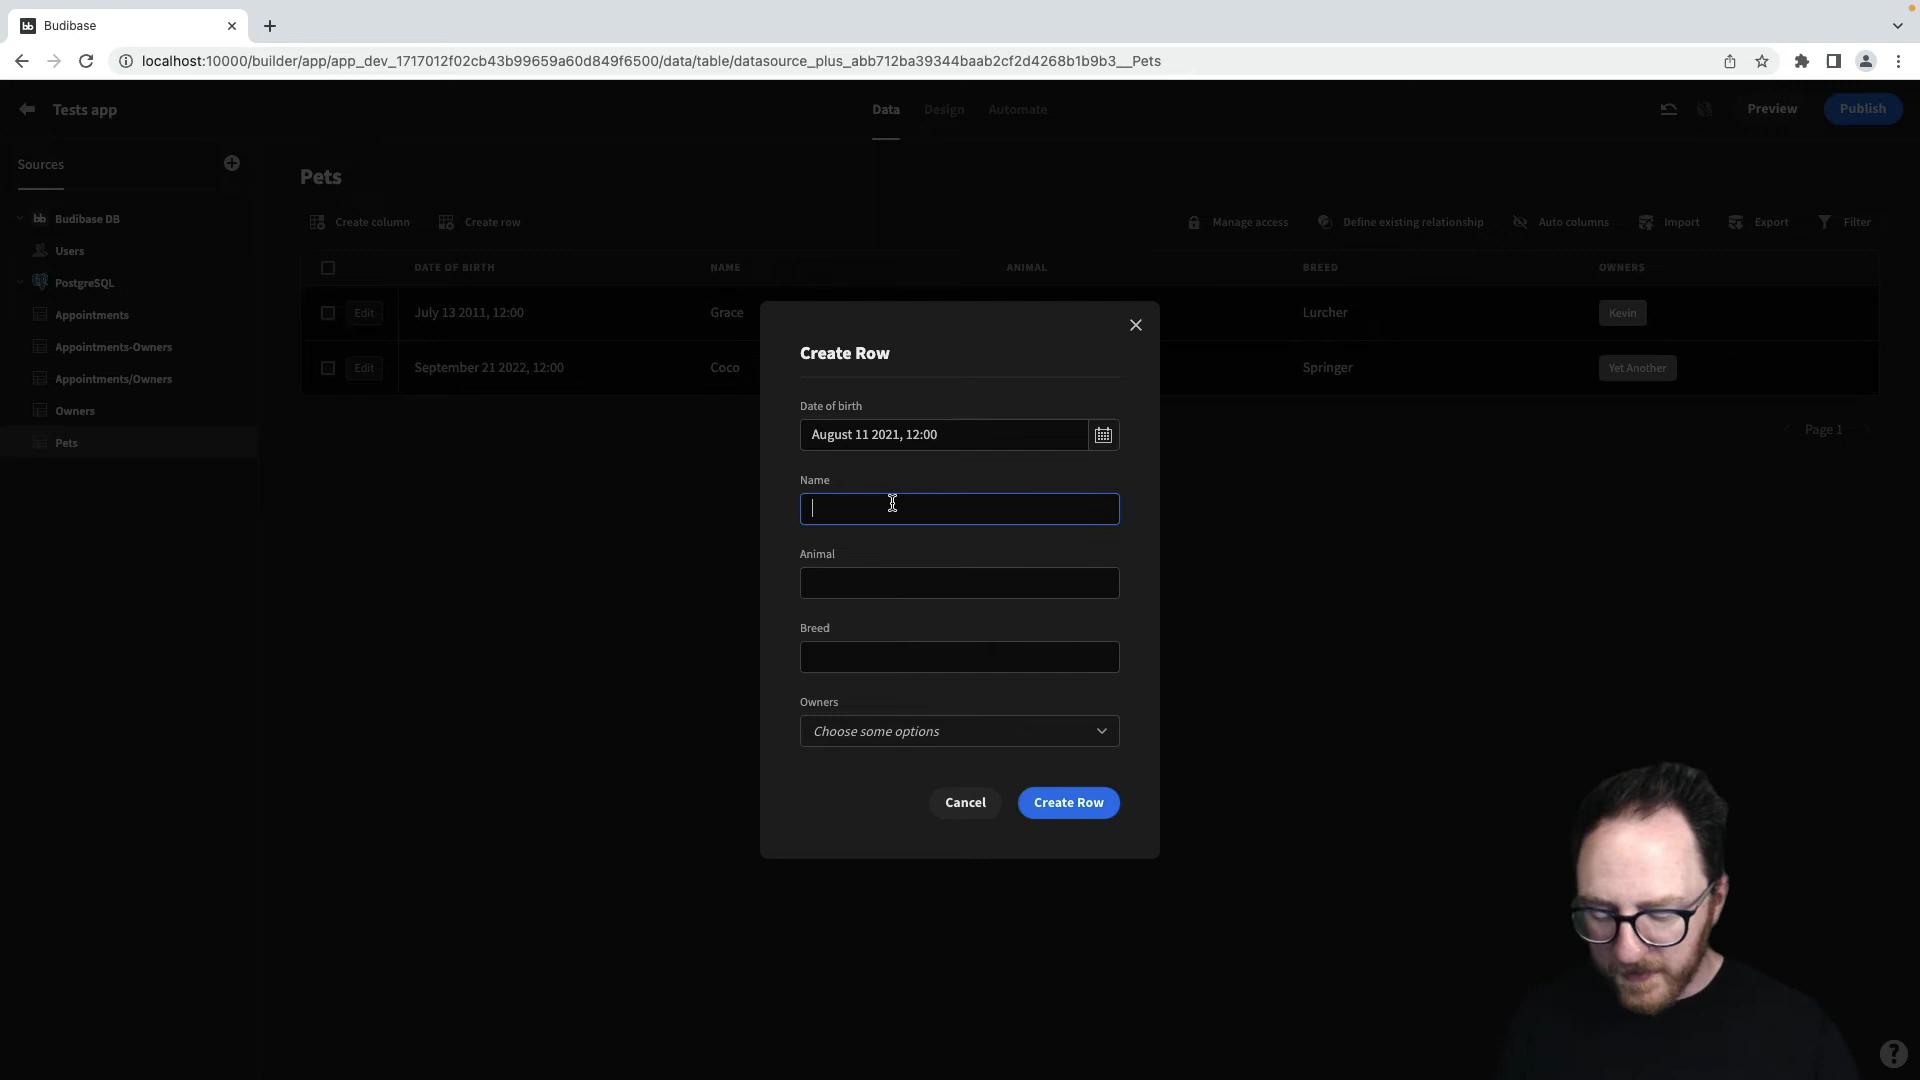 Budibase
localhost:10000/builder/app/app_dev_1717012f02cb43b99659a60d849f6500/data/table/datasource_plus_abb712ba39344baab2cf2d4268b1b9b3__Pets
Tests app
Data Design Automate
Preview Publish
Sources
bb Budibase DB
Users
PostgreSQL
Appointments
Appointments-Owners
Appointments/Owners
Owners
Pets
Pets
Create column Create row Manage access Define existing relationship Auto columns Import Export Filter
DATE OF BIRTH NAME ANIMAL BREED OWNERS
Edit July 13 2011, 12:00 Grace Lurcher Kevin
Edit September 21 2022, 12:00 Coco Springer Yet Another
Page 1
Create Row
Date of birth
August 11 2021, 12:00
Name
Animal
Breed
Owners
Choose some options
Cancel Create Row
?